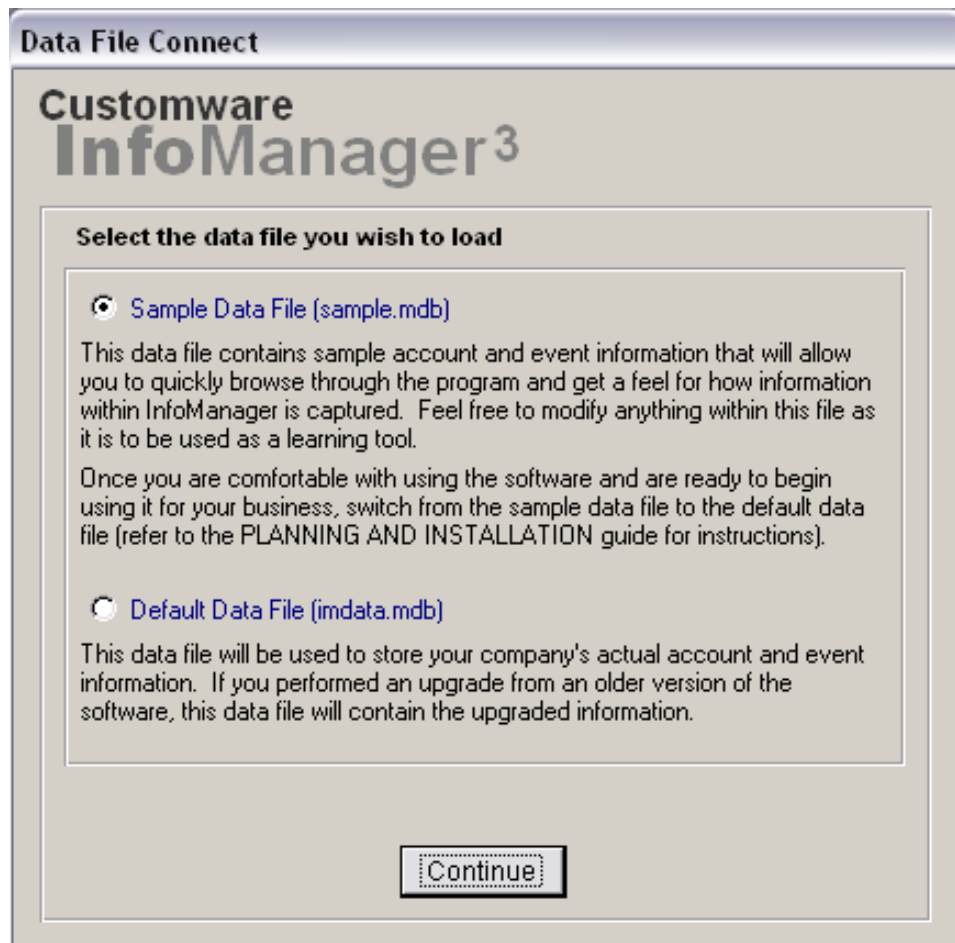 Data File Connect
Customware
InfoManager³
Select the data file you wish to load
Sample Data File (sample.mdb)
This data file contains sample account and event information that will allow
you to quickly browse through the program and get a feel for how information
within InfoManager is captured.  Feel free to modify anything within this file as
it is to be used as a learning tool.
Once you are comfortable with using the software and are ready to begin
using it for your business, switch from the sample data file to the default data
file (refer to the PLANNING AND INSTALLATION guide for instructions).
Default Data File (imdata.mdb)
This data file will be used to store your company's actual account and event
information.  If you performed an upgrade from an older version of the
software, this data file will contain the upgraded information.
Continue